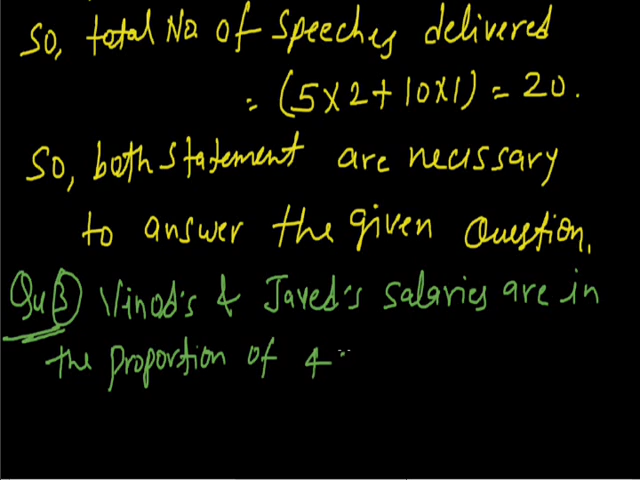 So, total No of speeches delivered
= (5×2+10×1) = 20.
So, both statement are necissary
to answer the given Question.
Qu 3) Vinod's & Javed's salaries are in
the proportion of 4